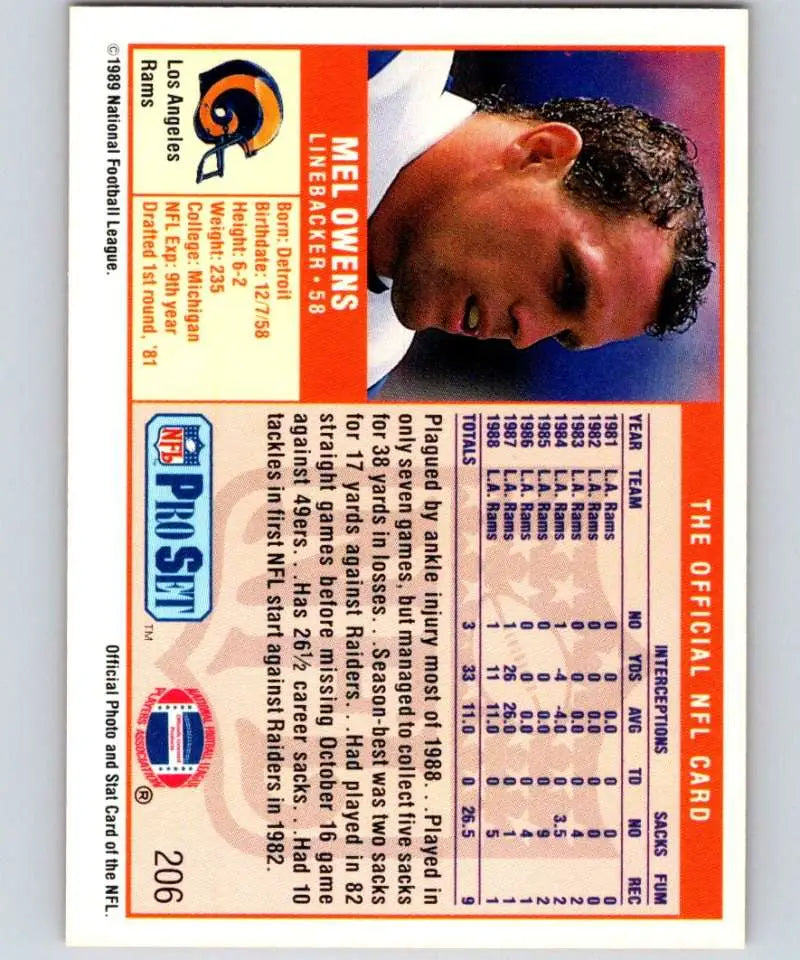 THE OFFICIAL NFL CARD
MEL OWENS
LINEBACKER • 58
Los Angeles
Rams
Born: Detroit
Birthdate: 12/7/58
Height: 6-2
Weight: 235
College: Michigan
NFL Exp: 9th year
Drafted 1st round, '81
INTERCEPTIONS SACKS FUM
YEAR TEAM NO YDS AVG TD NO REC
1981 L.A. Rams 0 0 0.0 0 0 0
1982 L.A. Rams 0 0 0.0 0 0 0
1983 L.A. Rams 0 0 0.0 0 4 2
1984 L.A. Rams 1 -4 -4.0 0 3.5 2
1985 L.A. Rams 0 0 0.0 0 9 2
1986 L.A. Rams 0 0 0.0 0 4 1
1987 L.A. Rams 1 26 26.0 0 1 1
1988 L.A. Rams 1 11 11.0 0 5 1
TOTALS 3 33 11.0 0 26.5 9
Plagued by ankle injury most of 1988. . .Played in
only seven games, but managed to collect five sacks
for 38 yards in losses. . .Season-best was two sacks
for 17 yards against Raiders. . .Had played in 82
straight games before missing October 16 game
against 49ers. . .Has 26½ career sacks. . .Had 10
tackles in first NFL start against Raiders in 1982.
NFL PRO SET ™
NATIONAL FOOTBALL LEAGUE
PLAYERS ASSOCIATION
Officially Licensed
Products
®
206
©1989 National Football League.
Official Photo and Stat Card of the NFL.